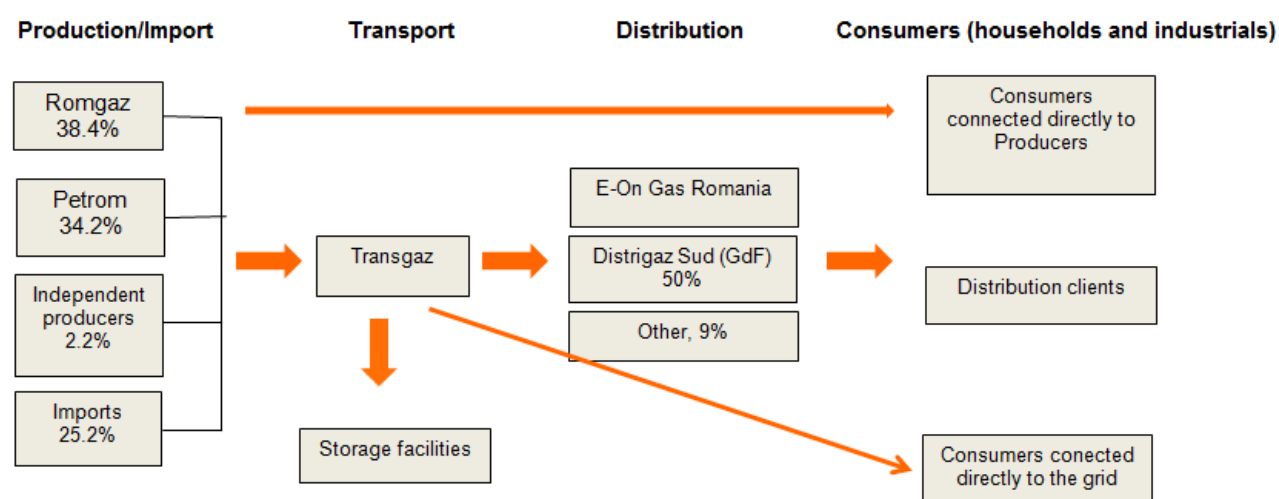 Production/Import
Transport
Distribution
Consumers (households and industrials)
Romgaz
38.4%
Petrom
34.2%
Independent
producers
2.2%
Imports
25.2%
Transgaz
Storage facilities
E-On Gas Romania
Distrigaz Sud (GdF)
50%
Other, 9%
Consumers
connected directly to
Producers
Distribution clients
Consumers conected
directly to the grid